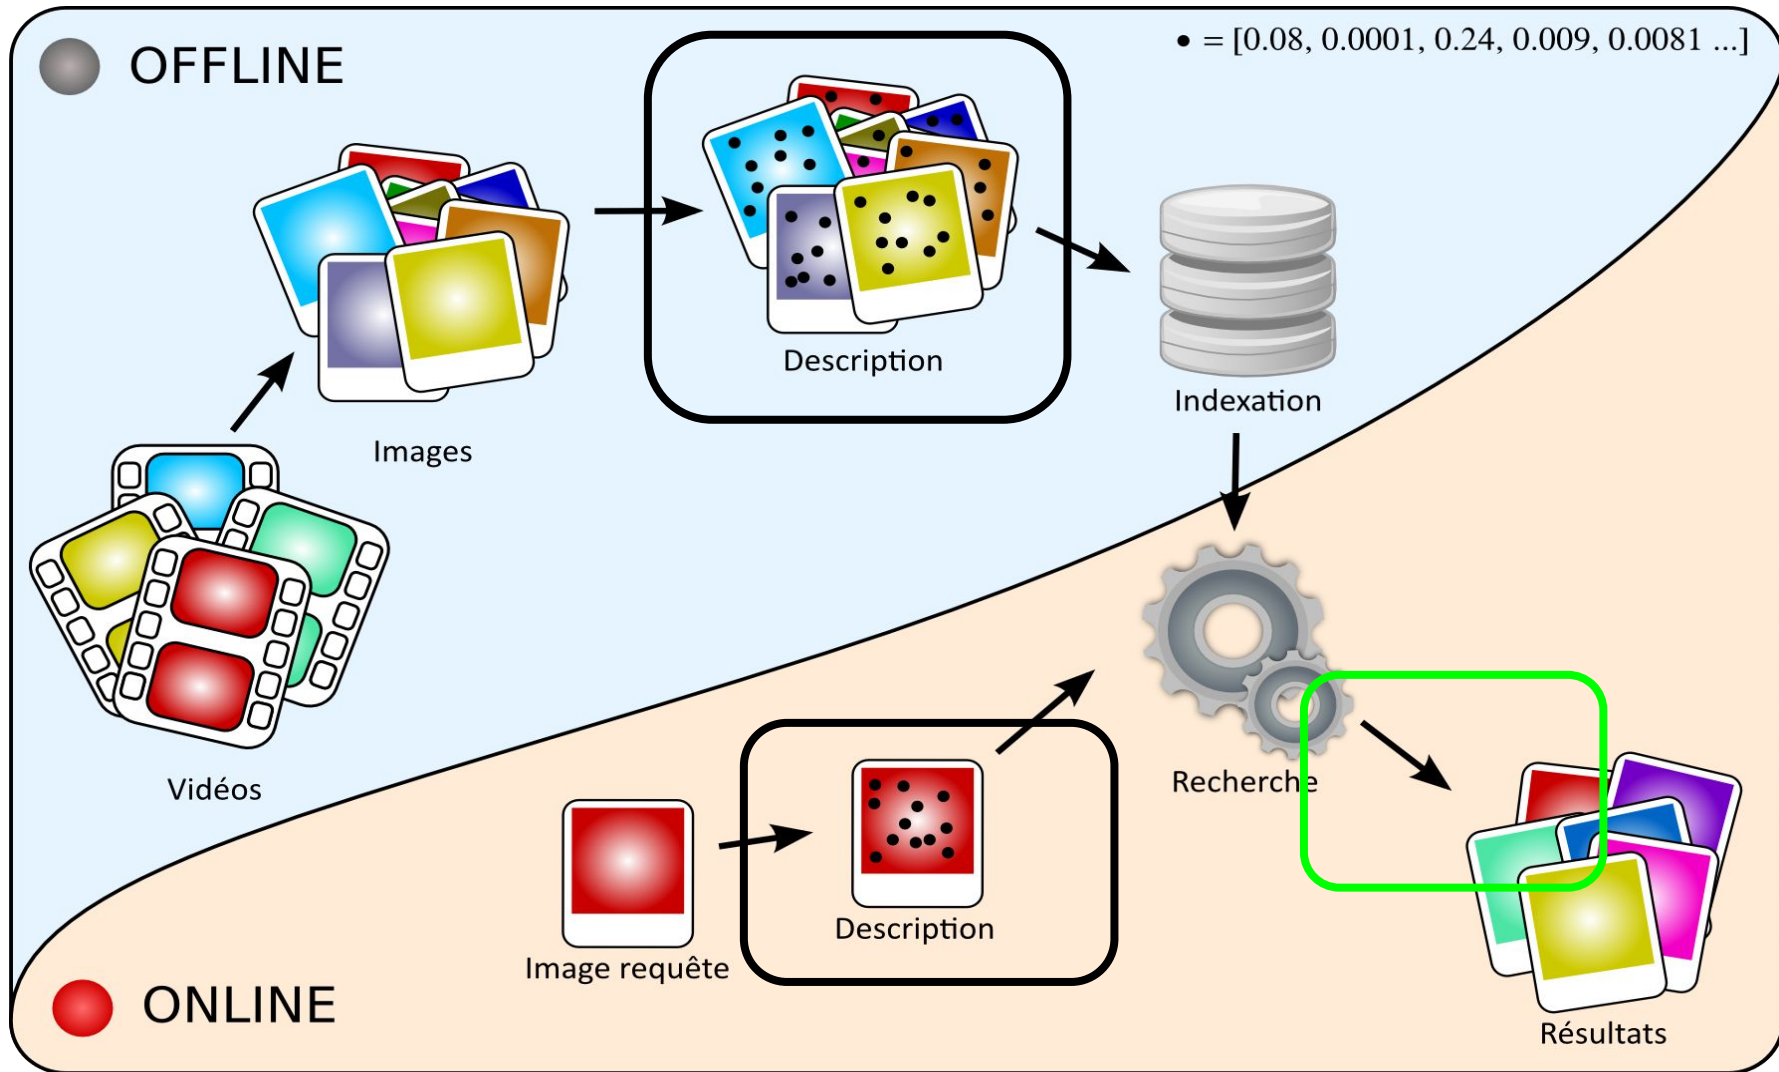 OFFLINE
• = [0.08, 0.0001, 0.24, 0.009, 0.0081 ...]
Description
Indexation
Images
Vidéos
Recherche
Description
Image requête
ONLINE
Résultats